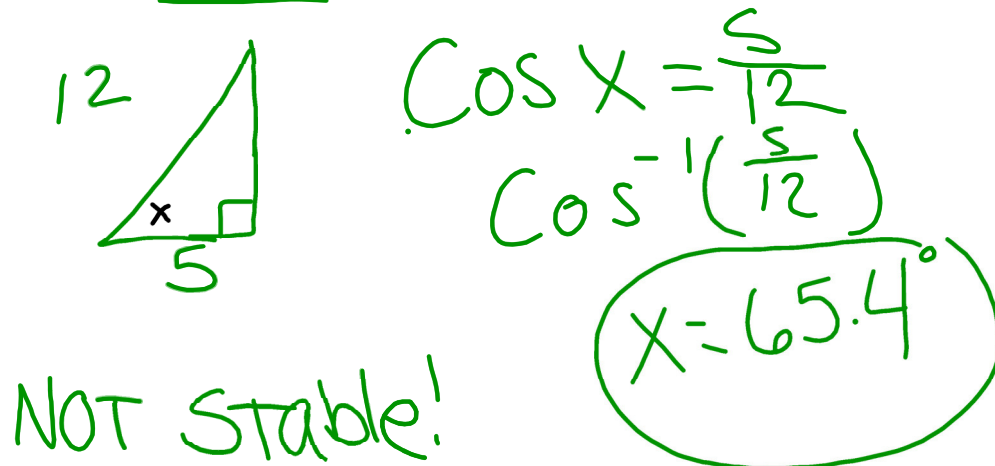 12
x
5
Cos X = 5/12
Cos⁻¹(5/12)
X = 65.4°
NOT Stable!